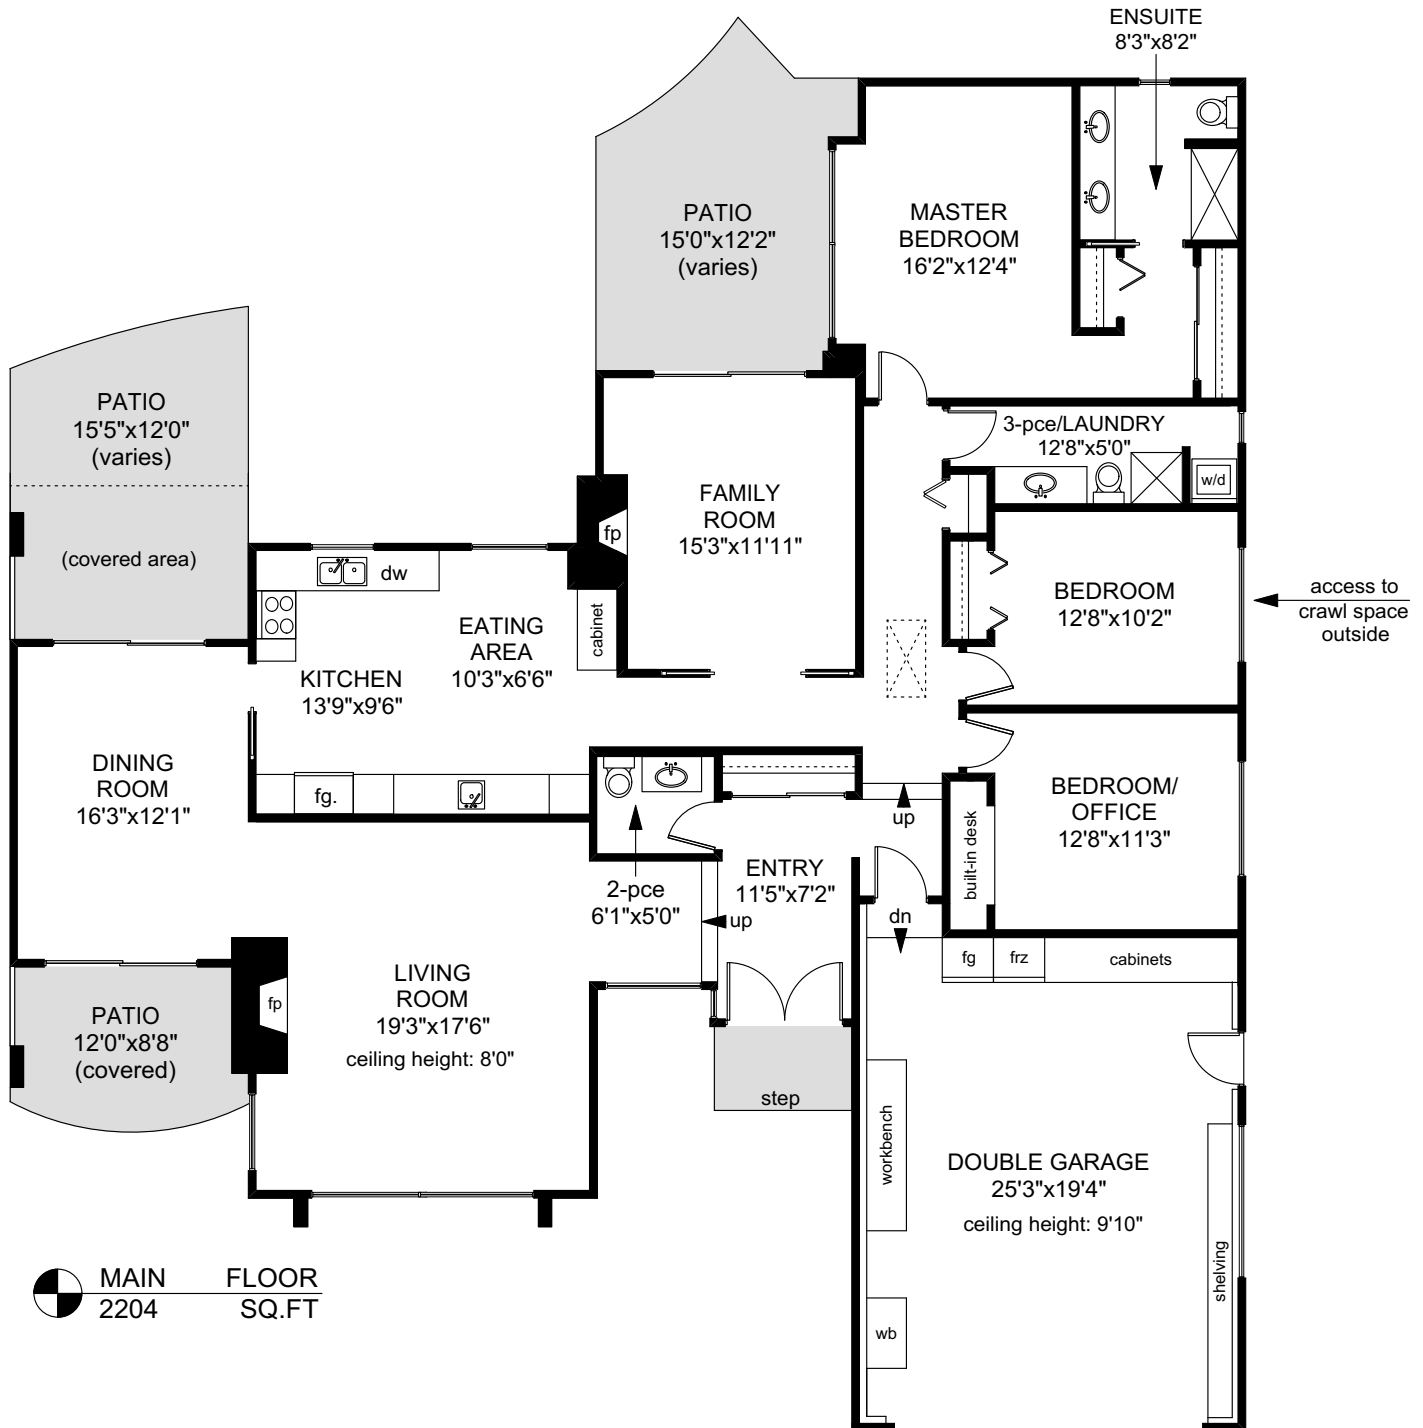 ENSUITE
8'3"x8'2"
PATIO
15'0"x12'2"
(varies)
MASTER
BEDROOM
16'2"x12'4"
PATIO
15'5"x12'0"
(varies)
(covered area)
3-pce/LAUNDRY
12'8"x5'0"
w/d
FAMILY
ROOM
15'3"x11'11"
fp
dw
cabinet
EATING
AREA
10'3"x6'6"
KITCHEN
13'9"x9'6"
BEDROOM
12'8"x10'2"
access to
crawl space
outside
DINING
ROOM
16'3"x12'1"
fg.
BEDROOM/
OFFICE
12'8"x11'3"
built-in desk
up
ENTRY
11'5"x7'2"
2-pce
6'1"x5'0"
up
dn
fg
frz
cabinets
LIVING
ROOM
19'3"x17'6"
ceiling height: 8'0"
fp
PATIO
12'0"x8'8"
(covered)
step
workbench
DOUBLE GARAGE
25'3"x19'4"
ceiling height: 9'10"
shelving
wb
MAIN FLOOR
2204 SQ.FT